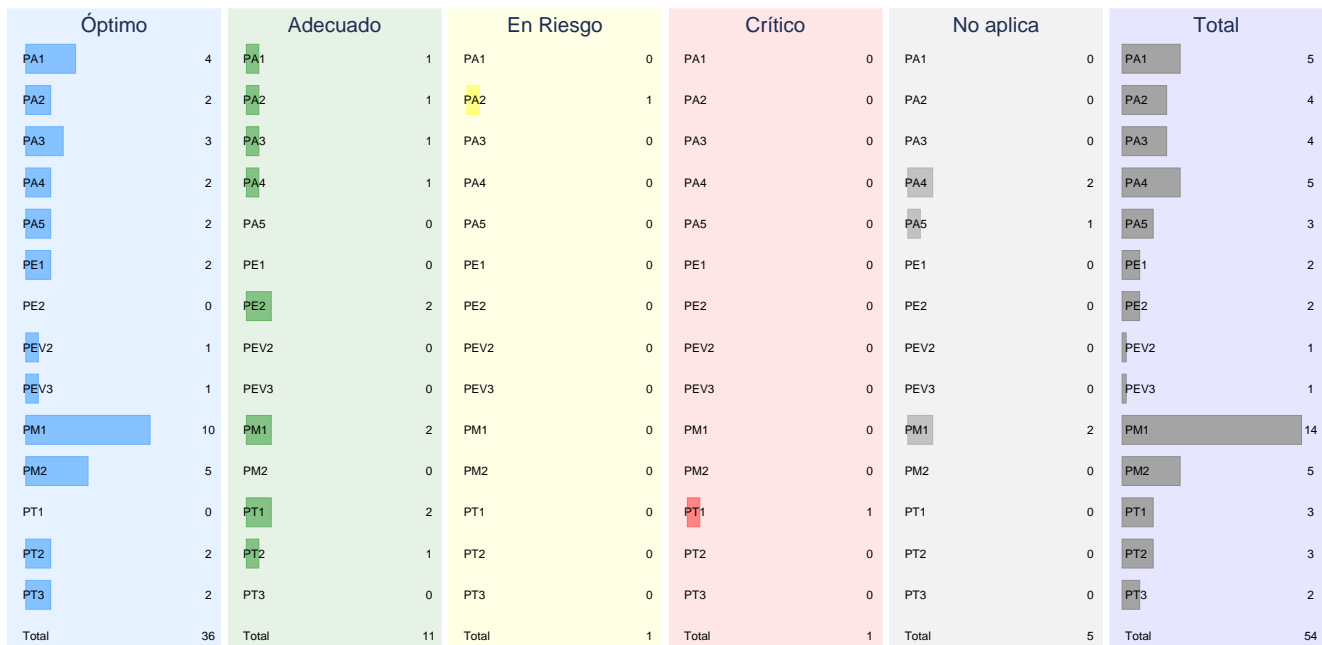 Óptimo Adecuado En Riesgo Crítico No aplica Total
PA1 4 PA1 1 PA1 0 PA1 0 PA1 0 PA1 5
PA2 2 PA2 1 PA2 1 PA2 0 PA2 0 PA2 4
PA3 3 PA3 1 PA3 0 PA3 0 PA3 0 PA3 4
PA4 2 PA4 1 PA4 0 PA4 0 PA4 2 PA4 5
PA5 2 PA5 0 PA5 0 PA5 0 PA5 1 PA5 3
PE1 2 PE1 0 PE1 0 PE1 0 PE1 0 PE1 2
PE2 0 PE2 2 PE2 0 PE2 0 PE2 0 PE2 2
PEV2 1 PEV2 0 PEV2 0 PEV2 0 PEV2 0 PEV2 1
PEV3 1 PEV3 0 PEV3 0 PEV3 0 PEV3 0 PEV3 1
PM1 10 PM1 2 PM1 0 PM1 0 PM1 2 PM1 14
PM2 5 PM2 0 PM2 0 PM2 0 PM2 0 PM2 5
PT1 0 PT1 2 PT1 0 PT1 1 PT1 0 PT1 3
PT2 2 PT2 1 PT2 0 PT2 0 PT2 0 PT2 3
PT3 2 PT3 0 PT3 0 PT3 0 PT3 0 PT3 2
Total 36 Total 11 Total 1 Total 1 Total 5 Total 54